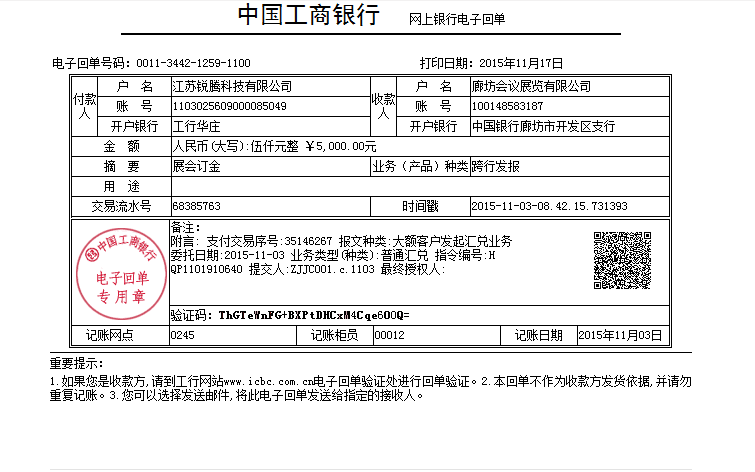 中国工商银行 网上银行电子回单
电子回单号码：0011-3442-1259-1100 打印日期：2015年11月17日
付款人 户 名 江苏锐腾科技有限公司 收款人 户 名 廊坊会议展览有限公司
账 号 1103025609000085049 账 号 100148583187
开户银行 工行华庄 开户银行 中国银行廊坊市开发区支行
金 额 人民币(大写):伍仟元整 ￥5,000.00元
摘 要 展会订金 业务（产品）种类 跨行发报
用 途
交易流水号 68385763 时间戳 2015-11-03-08.42.15.731393
中国工商银行
电子回单
专用章
备注:
附言: 支付交易序号:35146267 报文种类:大额客户发起汇兑业务
委托日期:2015-11-03 业务类型(种类):普通汇兑 指令编号:H
QP1101910640 提交人:ZJJC001.c.1103 最终授权人:
验证码: ThGTeWnFG+BXPtDHCxM4Cqe6O0Q=
记账网点 0245 记账柜员 00012 记账日期 2015年11月03日
重要提示:
1.如果您是收款方,请到工行网站www.icbc.com.cn电子回单验证处进行回单验证。2.本回单不作为收款方发货依据,并请勿
重复记账。3.您可以选择发送邮件,将此电子回单发送给指定的接收人。